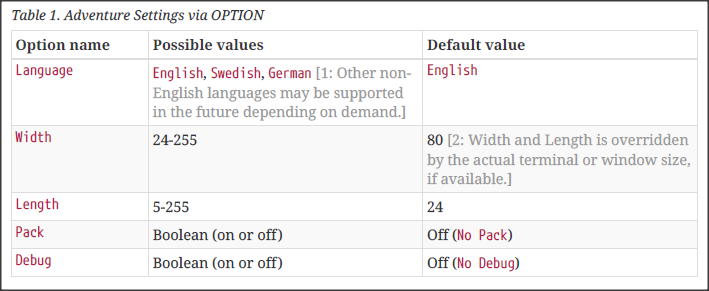 Table 1. Adventure Settings via OPTION
Option name Possible values Default value
Language English, Swedish, German [1: Other non- English
English languages may be supported
in the future depending on demand.]
Width 24-255 80 [2: Width and Length is overridden
by the actual terminal or window size,
if available.]
Length 5-255 24
Pack Boolean (on or off) Off (No Pack)
Debug Boolean (on or off) Off (No Debug)